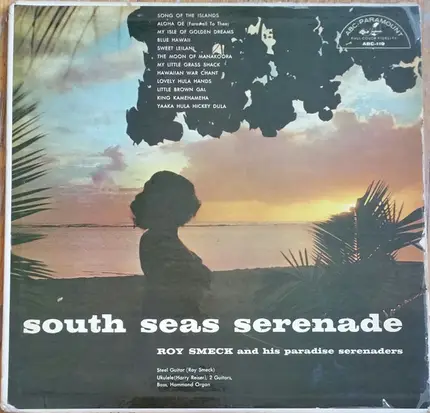 SONG OF THE ISLANDS
ALOHA OE (Farewell To Thee)
MY ISLE OF GOLDEN DREAMS
BLUE HAWAII
SWEET LEILANI
THE MOON OF MANAKOORA
MY LITTLE GRASS SHACK
HAWAIIAN WAR CHANT
LOVELY HULA HANDS
LITTLE BROWN GAL
KING KAMEHAMEHA
YAAKA HULA HICKEY DULA
ABC-PARAMOUNT
FULL COLOR FIDELITY
ABC-119
south seas serenade
ROY SMECK and his paradise serenaders
Steel Guitar (Roy Smeck)
Ukulele (Harry Reser), 2 Guitars,
Bass, Hammond Organ